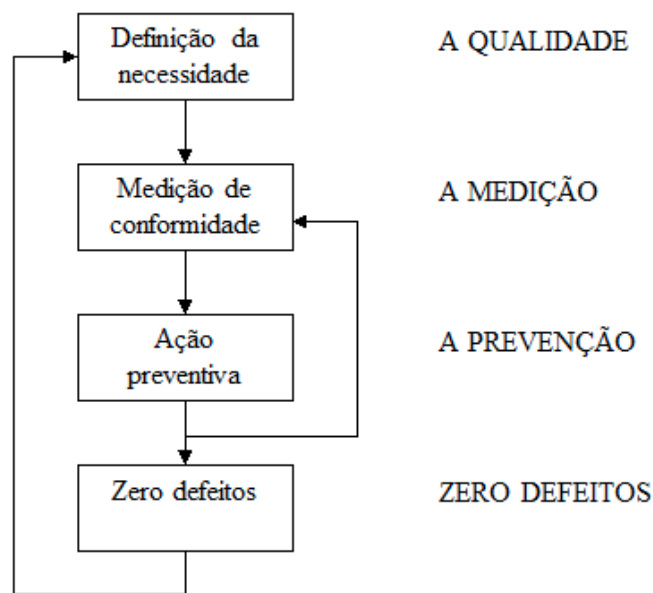 Definição da
necessidade
A QUALIDADE
Medição de
conformidade
A MEDIÇÃO
Ação
preventiva
A PREVENÇÃO
Zero defeitos
ZERO DEFEITOS